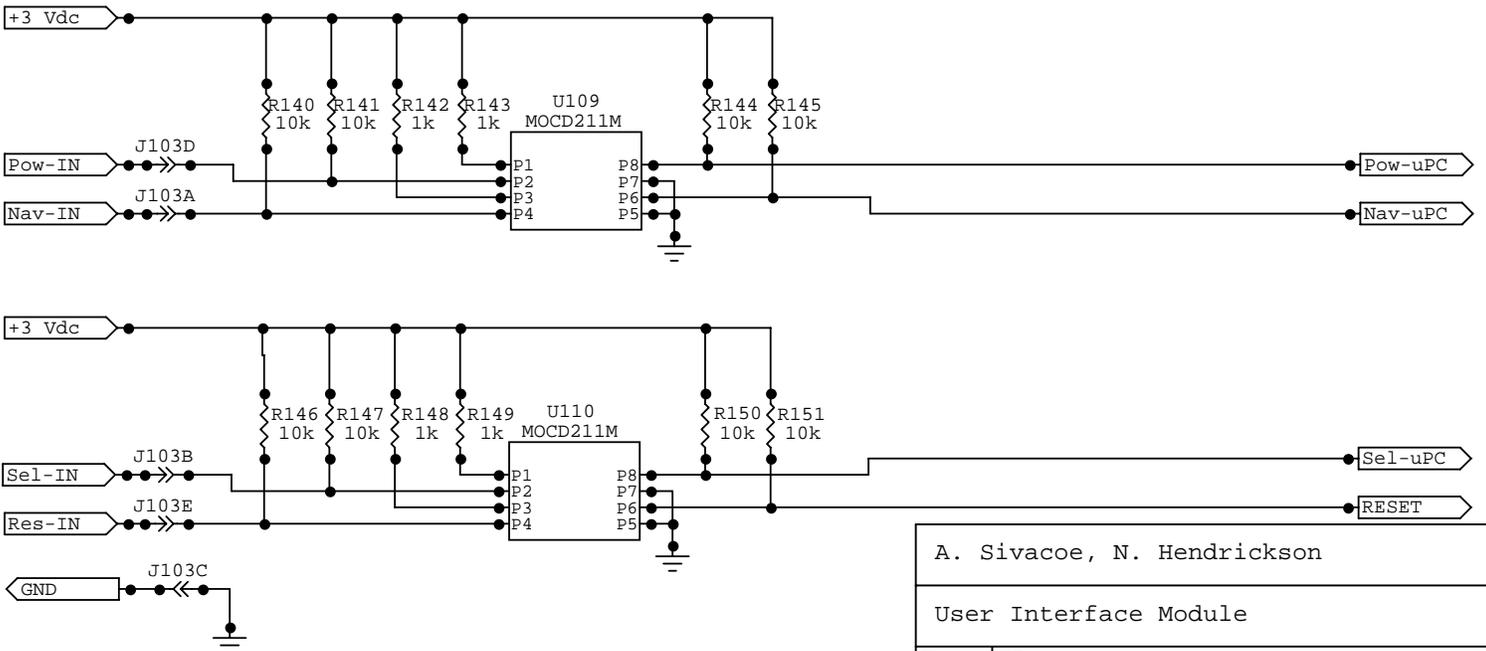 +3 Vdc
R140 R141 R142 R143 U109 R144 R145
10k 10k 1k 1k MOCD211M 10k 10k
J103D
Pow-IN P1 P8 Pow-uPC
P2 P7
J103A
P3 P6
Nav-IN P4 P5 Nav-uPC
+3 Vdc
R146 R147 R148 R149 U110 R150 R151
10k 10k 1k 1k MOCD211M 10k 10k
J103B Sel-uPC
Sel-IN P1 P8
P2 P7
J103E P3 P6 RESET
Res-IN P4 P5
A. Sivacoe, N. Hendrickson
J103C
GND
User Interface Module